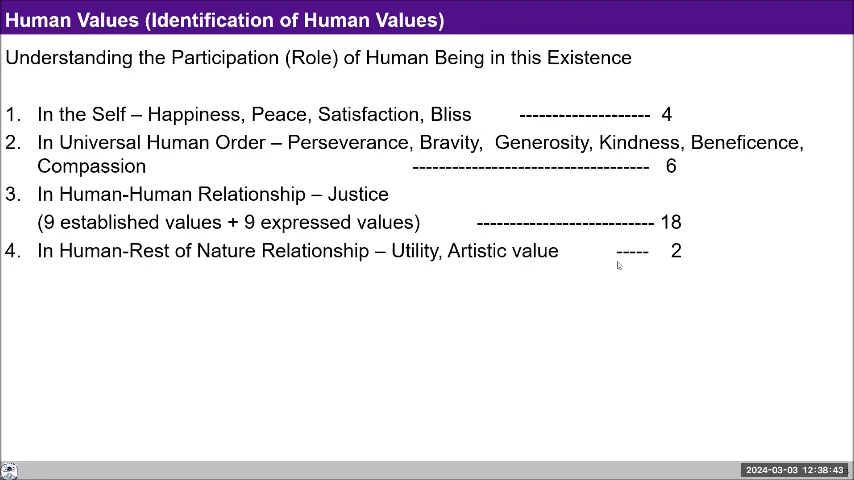 Human Values (Identification of Human Values)
Understanding the Participation (Role) of Human Being in this Existence
1. In the Self – Happiness, Peace, Satisfaction, Bliss -------------------- 4
2. In Universal Human Order – Perseverance, Bravity, Generosity, Kindness, Beneficence,
Compassion ------------------------------------ 6
3. In Human-Human Relationship – Justice
(9 established values + 9 expressed values) --------------------------- 18
4. In Human-Rest of Nature Relationship – Utility, Artistic value ----- 2
2024-03-03 12:38:43